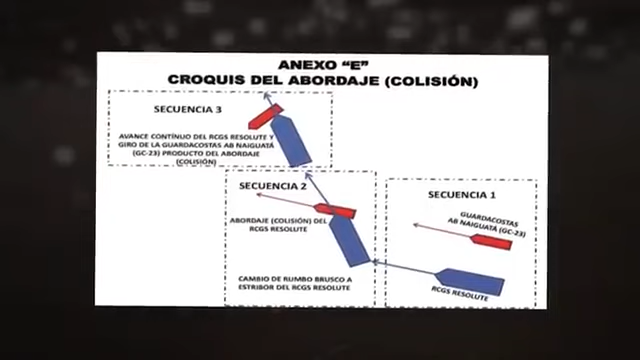 ANEXO “E”
CROQUIS DEL ABORDAJE (COLISIÓN)
SECUENCIA 3
AVANCE CONTÍNUO DEL RCGS RESOLUTE Y
GIRO DE LA GUARDACOSTAS AB NAIGUATÁ
(GC-23) PRODUCTO DEL ABORDAJE
(COLISIÓN)
SECUENCIA 2
ABORDAJE (COLISIÓN) DEL
RCGS RESOLUTE
CAMBIO DE RUMBO BRUSCO A
ESTRIBOR DEL RCGS RESOLUTE
SECUENCIA 1
GUARDACOSTAS
AB NAIGUATÁ (GC-23)
RCGS RESOLUTE